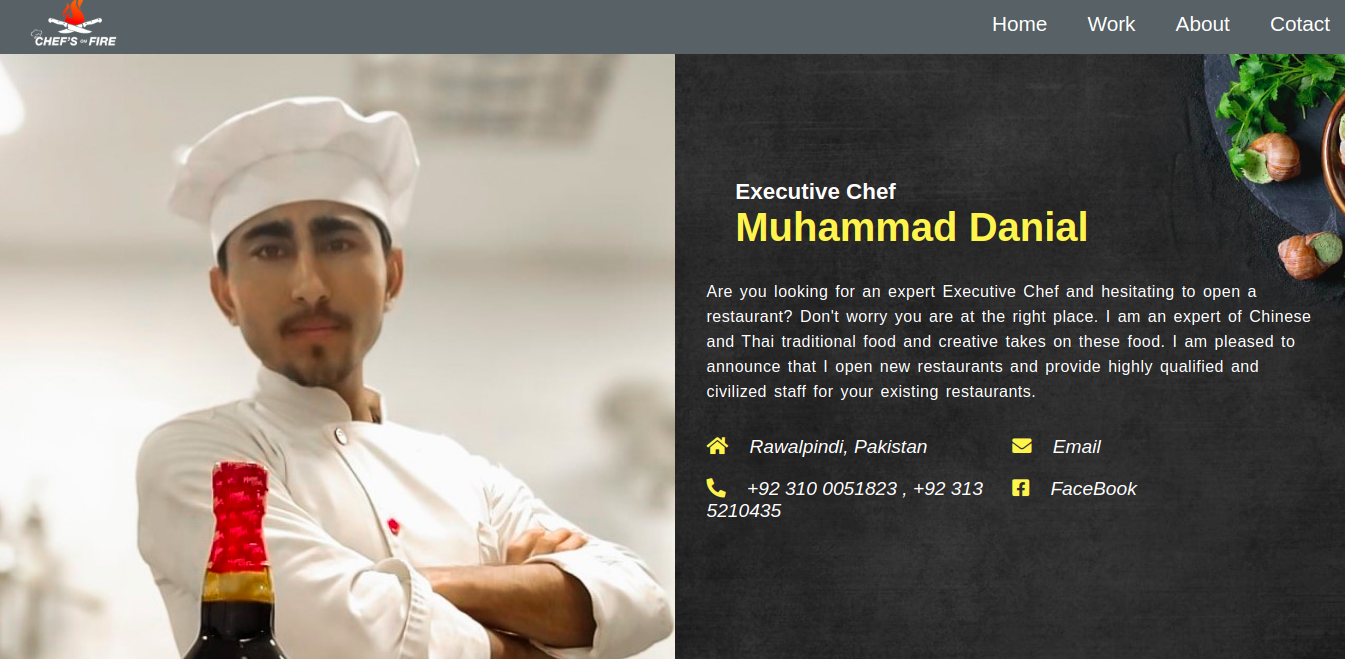 CHEF'S ON FIRE
Home Work About Cotact
Executive Chef
Muhammad Danial
Are you looking for an expert Executive Chef and hesitating to open a
restaurant? Don't worry you are at the right place. I am an expert of Chinese
and Thai traditional food and creative takes on these food. I am pleased to
announce that I open new restaurants and provide highly qualified and
civilized staff for your existing restaurants.
Rawalpindi, Pakistan Email
+92 310 0051823 , +92 313 FaceBook
5210435